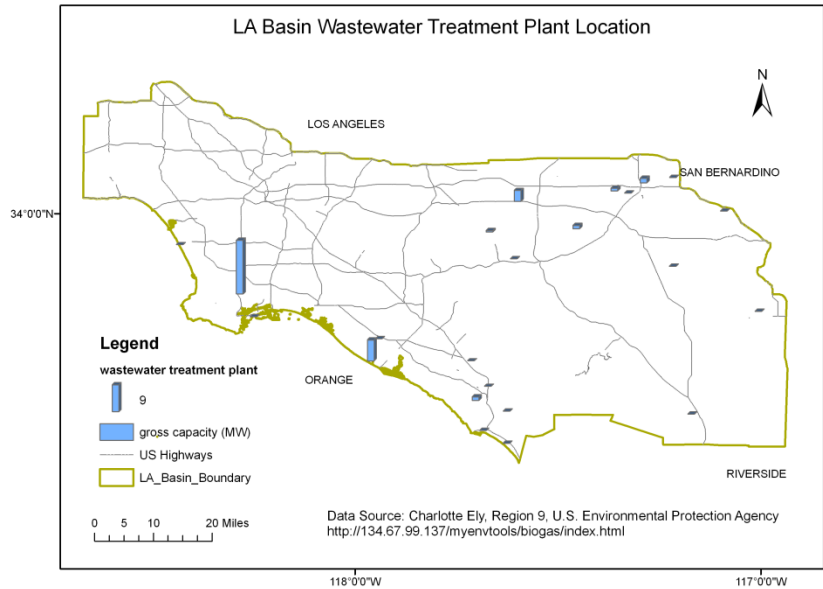 LA Basin Wastewater Treatment Plant Location
N
LOS ANGELES
SAN BERNARDINO
34°0'0"N
Legend
wastewater treatment plant
9
gross capacity (MW)
US Highways
LA_Basin_Boundary
ORANGE
RIVERSIDE
0 5 10 20 Miles
Data Source: Charlotte Ely, Region 9, U.S. Environmental Protection Agency
http://134.67.99.137/myenvtools/biogas/index.html
118°0'0"W
117°0'0"W